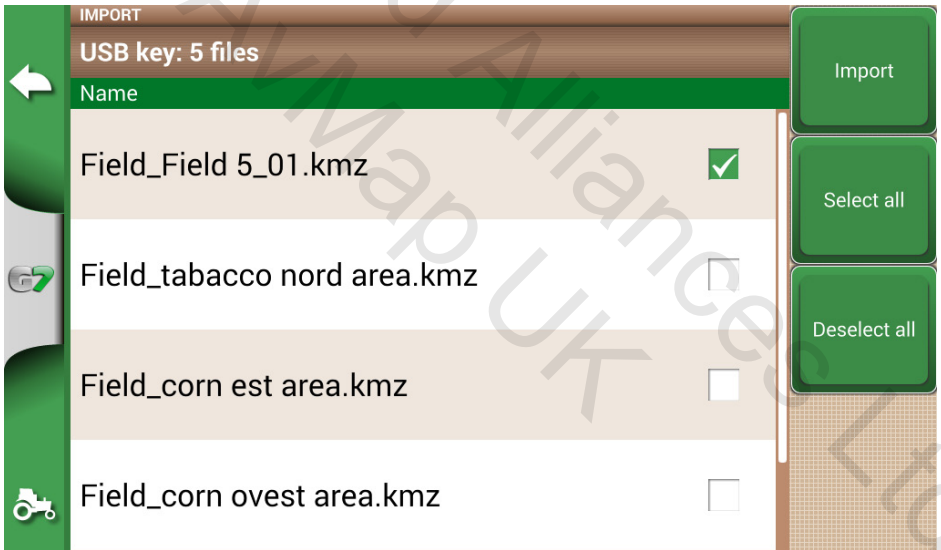 IMPORT
USB key: 5 files
Name
Field_Field 5_01.kmz
Field_tabacco nord area.kmz
Field_corn est area.kmz
Field_corn ovest area.kmz
Import
Select all
Deselect all
G7
Alliances Ltd
AvMap UK